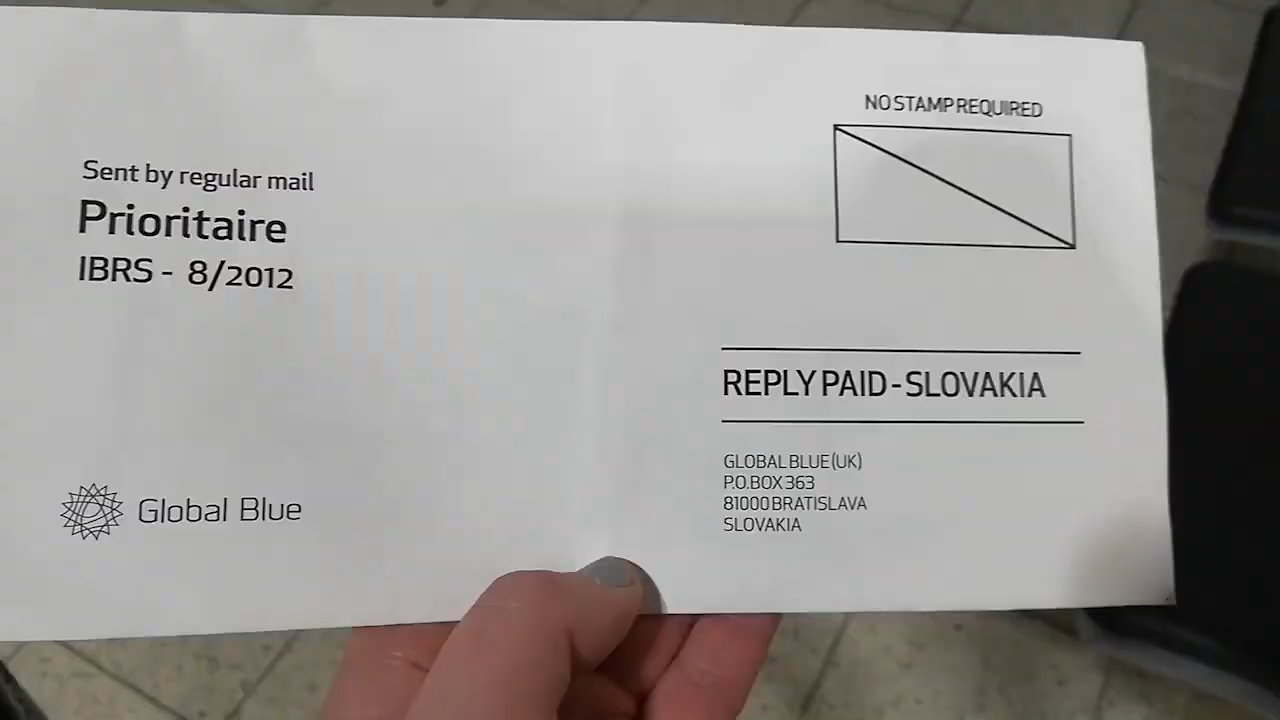 NO STAMP REQUIRED
Sent by regular mail
Prioritaire
IBRS - 8/2012
REPLY PAID - SLOVAKIA
GLOBAL BLUE (UK)
P.O. BOX 363
81000 BRATISLAVA
SLOVAKIA
Global Blue